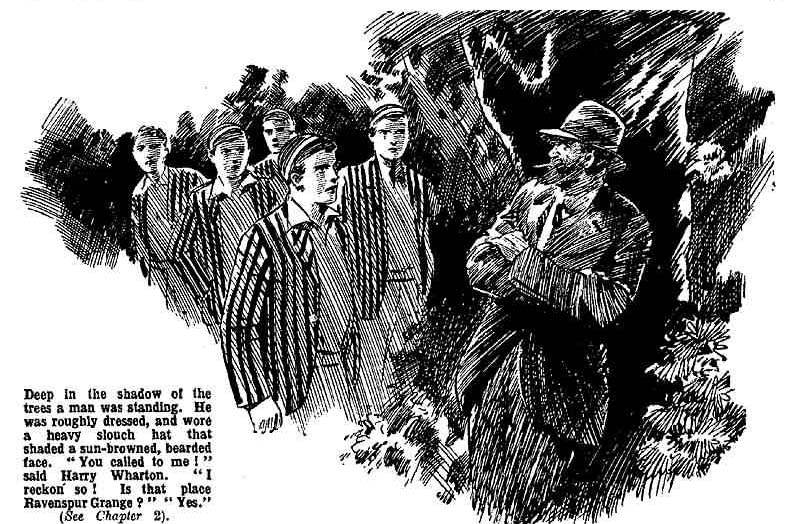 Deep in the shadow of the
trees a man was standing. He
was roughly dressed, and wore
a heavy slouch hat that
shaded a sun-browned, bearded
face. "You called to me!"
said Harry Wharton. "I
reckon so! Is that place
Ravenspur Grange?" "Yes."
(See Chapter 2).